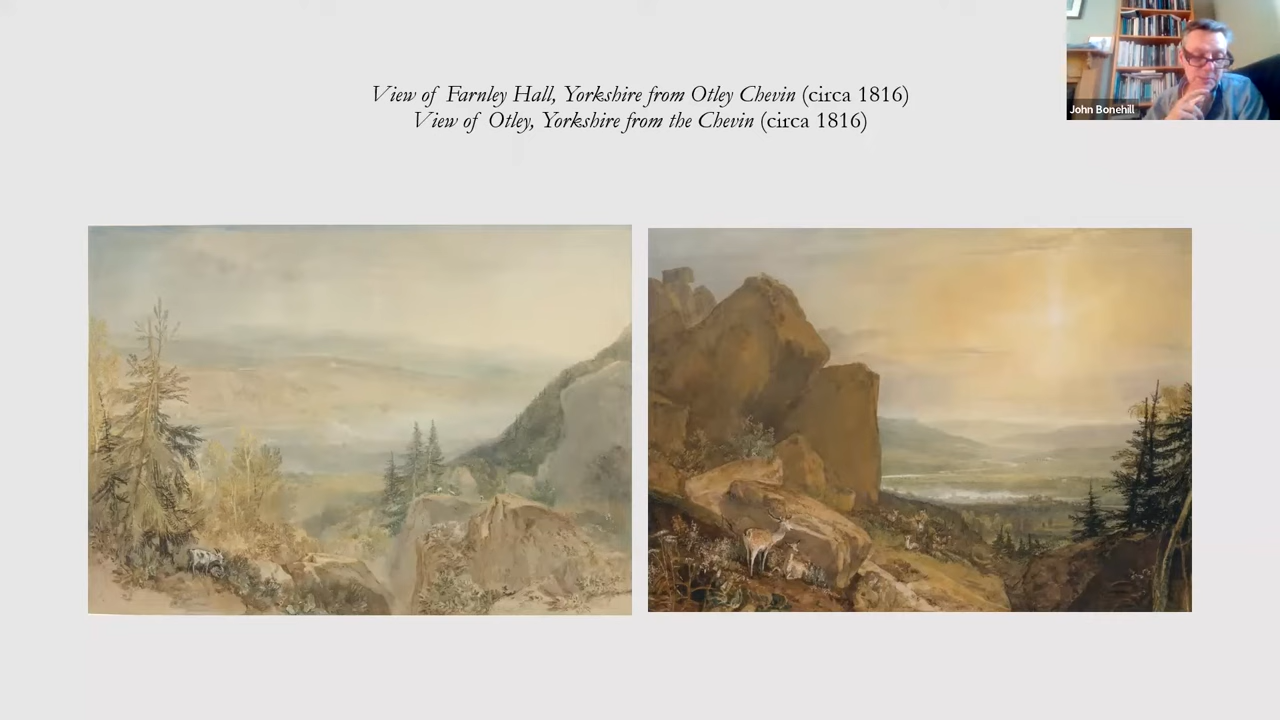 View of Farnley Hall, Yorkshire from Otley Chevin (circa 1816)
View of Otley, Yorkshire from the Chevin (circa 1816)
John Bonehill